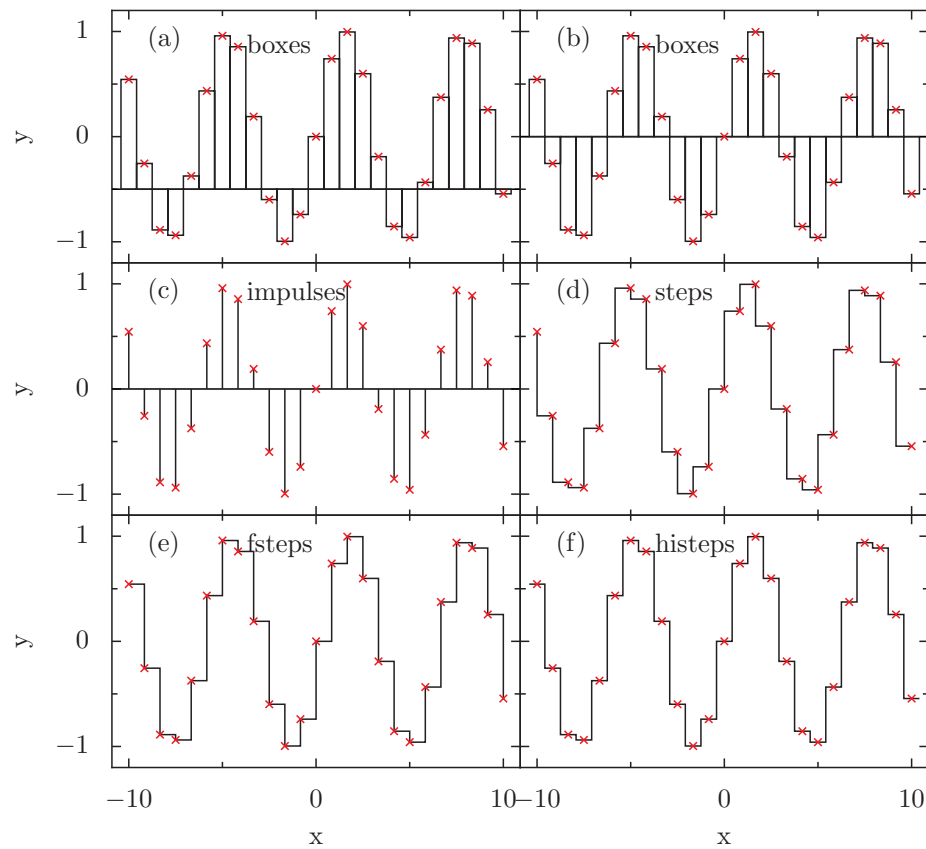 (a) boxes
(b) boxes
1
0
−1
y
(c) impulses
(d) steps
1
0
−1
y
(e) fsteps
(f) histeps
1
0
−1
y
−10 0 10
−10 0 10
x
x